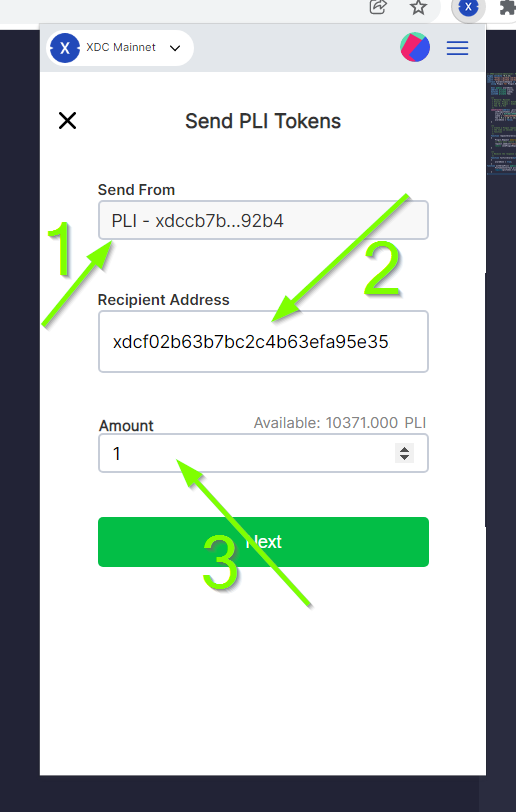 X
X XDC Mainnet
Send PLI Tokens
Send From
PLI - xdccb7b...92b4
1
2
Recipient Address
xdcf02b63b7bc2c4b63efa95e35
Amount
Available: 10371.000 PLI
1
Next
3